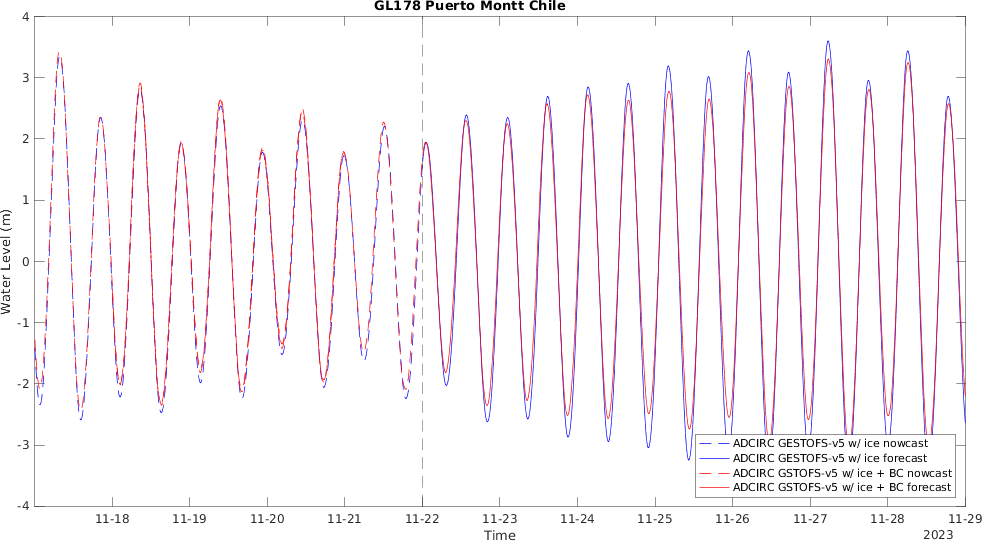 GL178 Puerto Montt Chile
4
3
2
1
0
-1
-2
-3
-4
Water Level (m)
ADCIRC GESTOFS-v5 w/ ice nowcast
ADCIRC GESTOFS-v5 w/ ice forecast
ADCIRC GSTOFS-v5 w/ ice + BC nowcast
ADCIRC GSTOFS-v5 w/ ice + BC forecast
11-18 11-19 11-20 11-21 11-22 11-23 11-24 11-25 11-26 11-27 11-28 11-29
Time
2023